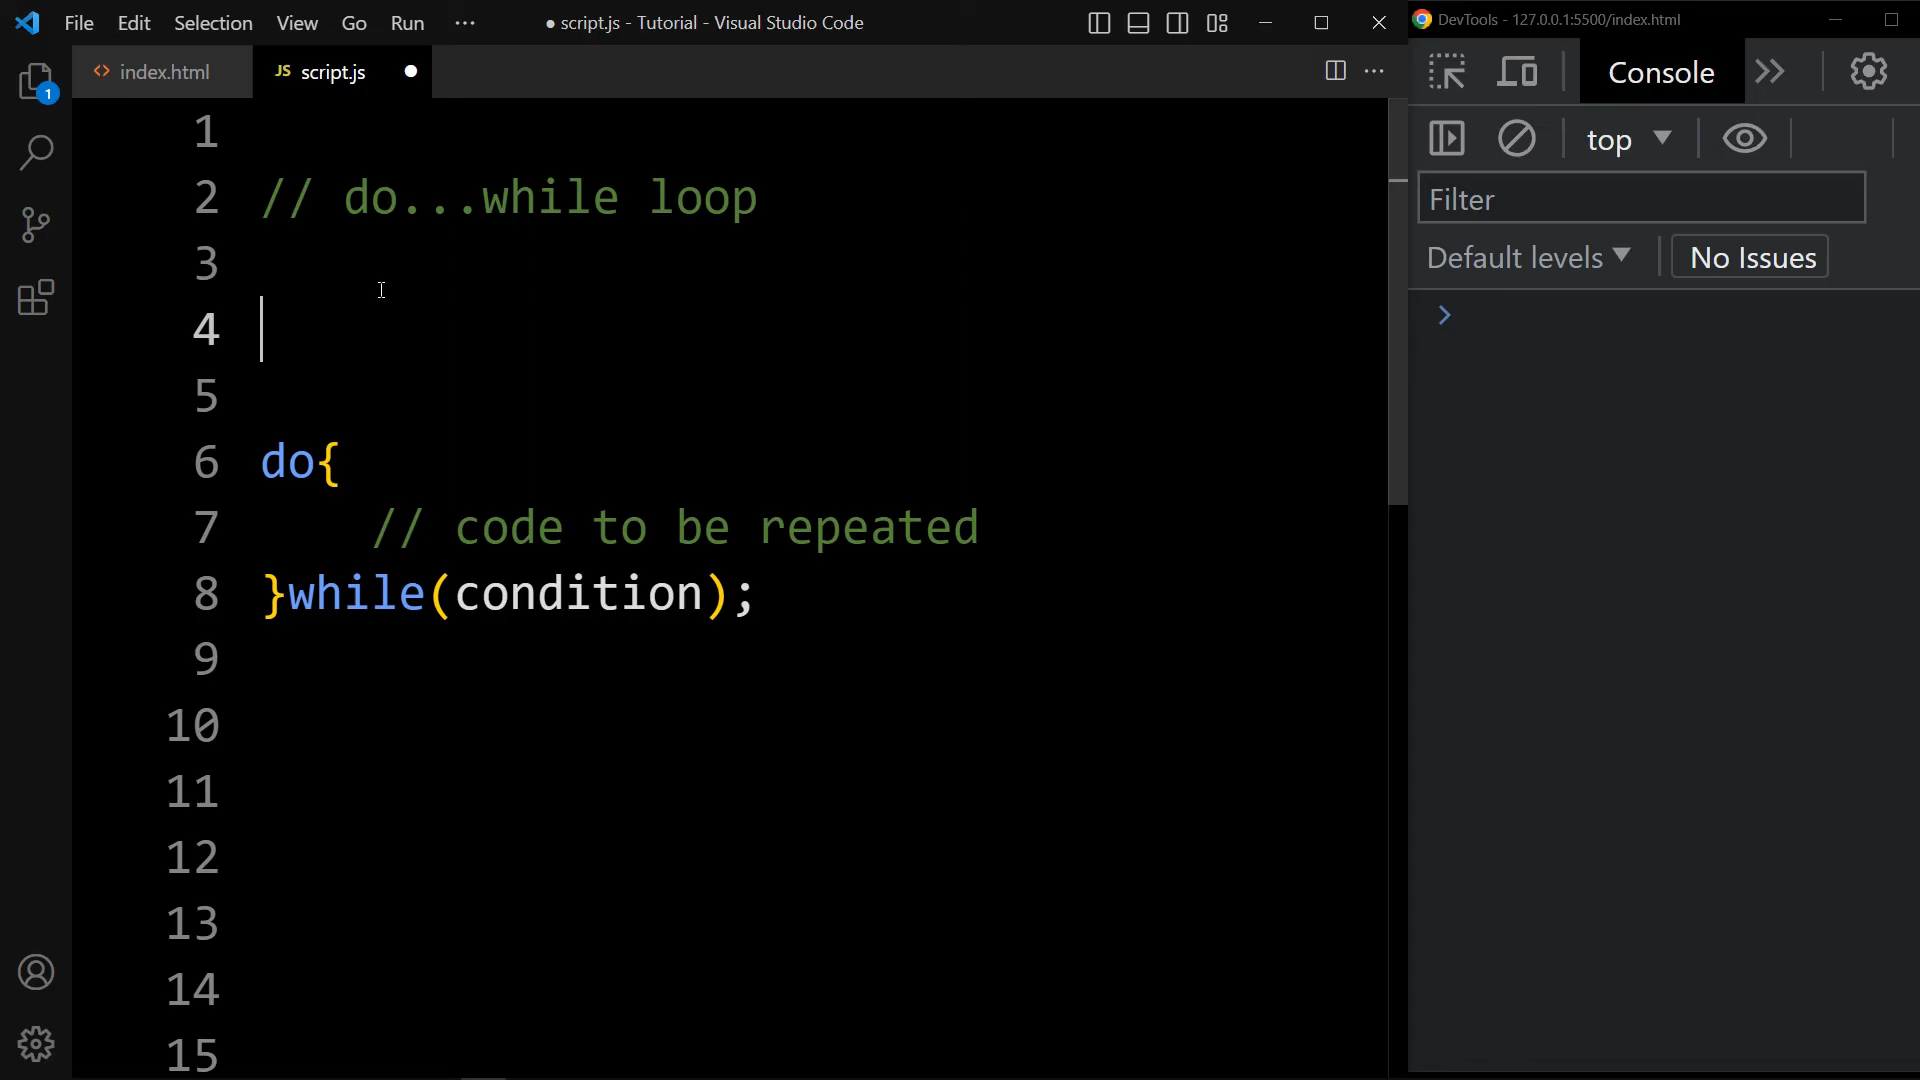 File Edit Selection View Go Run ··· ● script.js - Tutorial - Visual Studio Code
DevTools - 127.0.0.1:5500/index.html
<> index.html JS script.js ●
1
Console
top
Filter
Default levels ▼ No Issues
1
2 // do...while loop
3
4
5
6 do{
7 // code to be repeated
8 }while(condition);
9
10
11
12
13
14
15